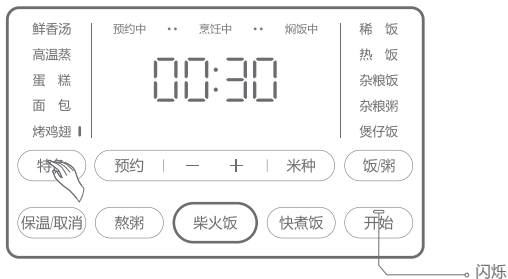 鲜香汤
高温蒸
蛋 糕
面 包
烤鸡翅
预约中 烹饪中 焖饭中
00:30
稀 饭
热 饭
杂粮饭
杂粮粥
煲仔饭
特 预约 － ＋ 米种 饭/粥
保温/取消 熬粥 柴火饭 快煮饭 开始
闪烁